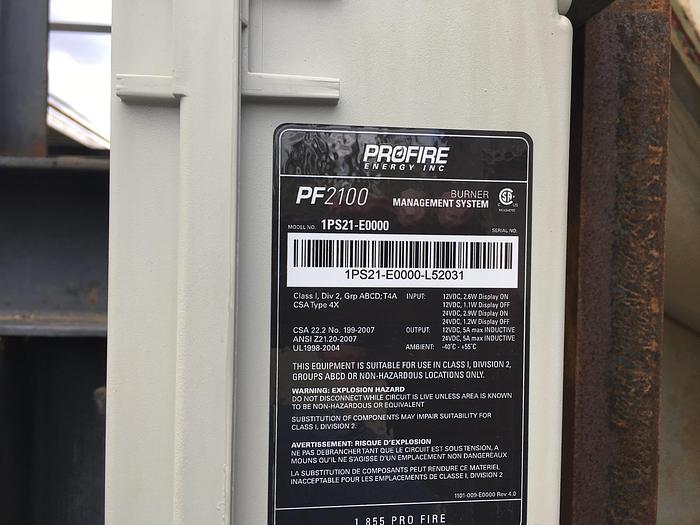 PROFIRE
ENERGY INC
PF2100
BURNER
MANAGEMENT SYSTEM
MODEL NO. 1PS21-E0000
SERIAL NO.
1PS21-E0000-L52031
Class I, Div 2, Grp ABCD;T4A
CSA Type 4X
CSA 22.2 No. 199-2007
ANSI Z21.20-2007
UL1998-2004
INPUT: 12VDC, 2.6W Display ON
12VDC, 1.1W Display OFF
24VDC, 2.9W Display ON
24VDC, 1.2W Display OFF
OUTPUT: 12VDC, 5A max INDUCTIVE
24VDC, 5A max INDUCTIVE
AMBIENT: -40°C - +55°C
THIS EQUIPMENT IS SUITABLE FOR USE IN CLASS I, DIVISION 2,
GROUPS ABCD OR NON-HAZARDOUS LOCATIONS ONLY.
WARNING: EXPLOSION HAZARD
DO NOT DISCONNECT WHILE CIRCUIT IS LIVE UNLESS AREA IS KNOWN
TO BE NON-HAZARDOUS OR EQUIVALENT
SUBSTITUTION OF COMPONENTS MAY IMPAIR SUITABILITY FOR
CLASS I, DIVISION 2.
AVERTISSEMENT: RISQUE D'EXPLOSION
NE PAS DEBRANCHER TANT QUE LE CIRCUIT EST SOUS TENSION, A
MOUNS QU'IL NE S'AGISSE D'UN EMPLACEMENT NON DANGEREAUX
LA SUBSTITUTION DE COMPOSANTS PEUT RENDURE CE MATERIEL
INACCEPTABLE POUR LES EMPLACEMENTS DE CLASSE I, DIVISION 2
1101-009-E0000 Rev 4.0
1 855 PRO FIRE